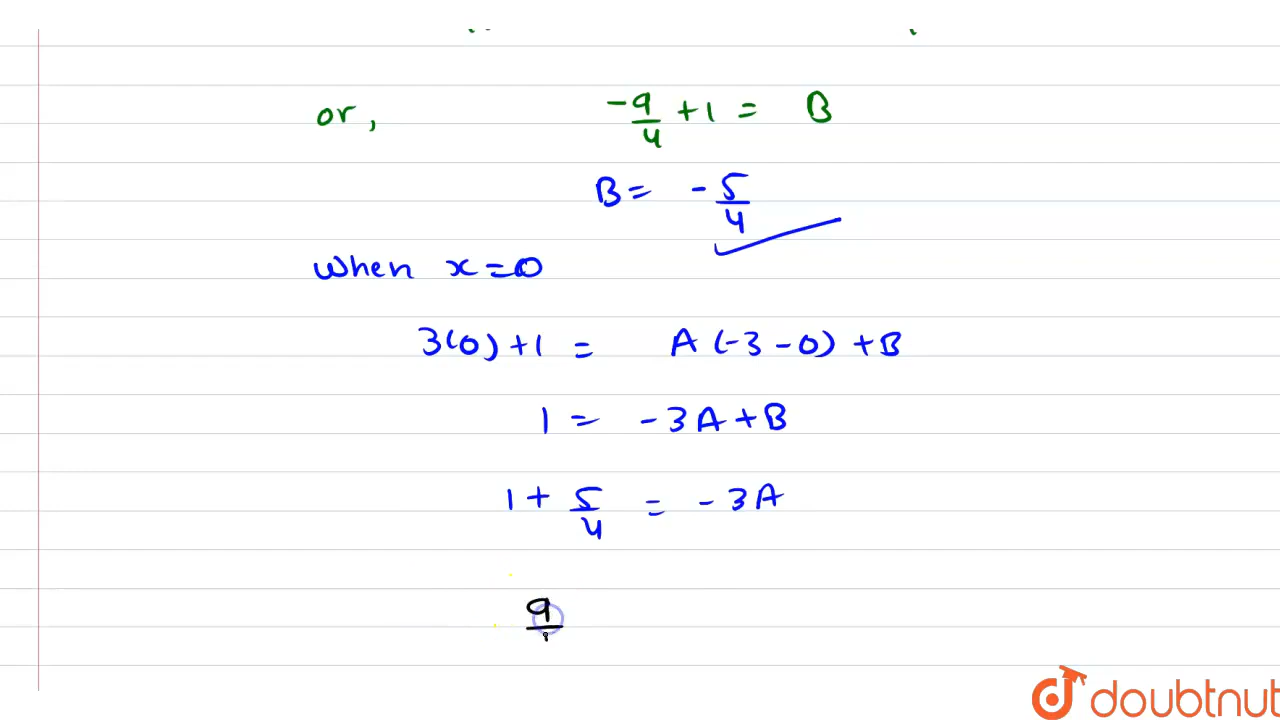 or, -9/4 + 1 = B
B = -5/4
when x=0
3(0)+1 = A(-3-0)+B
1 = -3A+B
1 + 5/4 = -3A
9
doubtnut